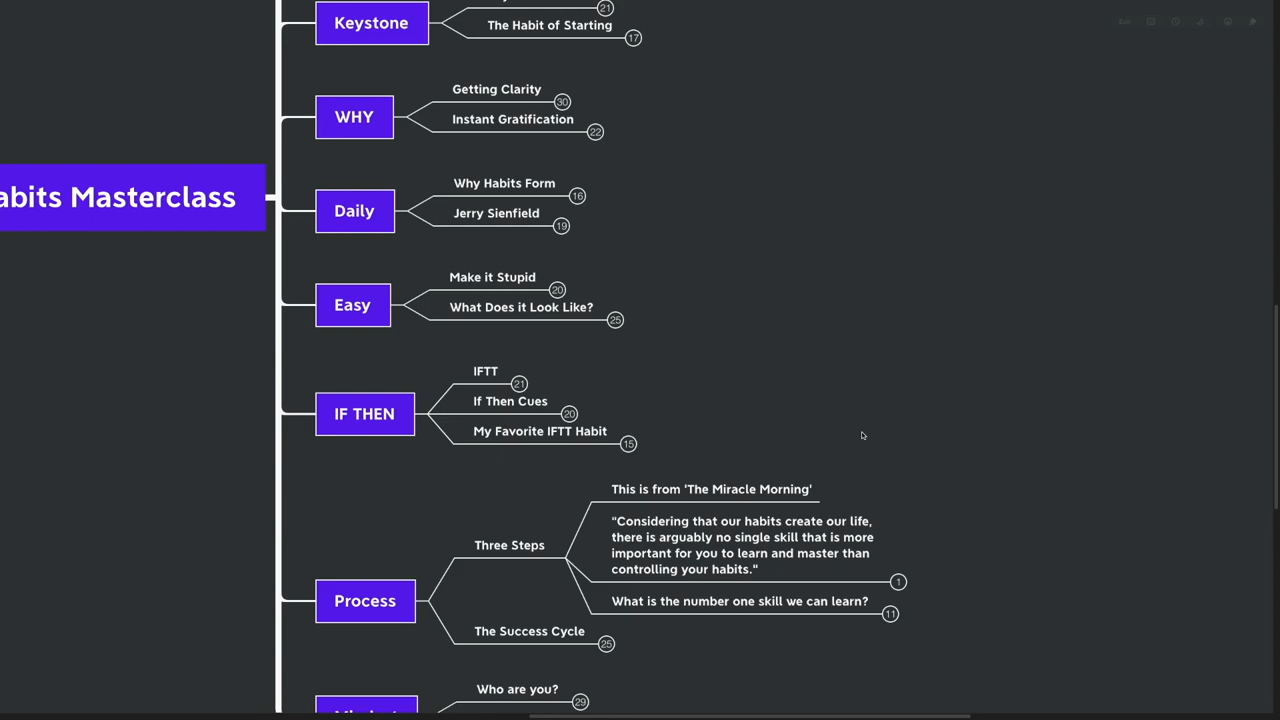 Keystone
21
The Habit of Starting
17
WHY
Getting Clarity
30
Instant Gratification
22
abits Masterclass
Daily
Why Habits Form
16
Jerry Sienfield
19
Easy
Make it Stupid
20
What Does it Look Like?
25
IF THEN
IFTT
21
If Then Cues
20
My Favorite IFTT Habit
15
Process
Three Steps
This is from 'The Miracle Morning'
"Considering that our habits create our life,
there is arguably no single skill that is more
important for you to learn and master than
controlling your habits."
1
What is the number one skill we can learn?
11
The Success Cycle
25
Who are you?
29